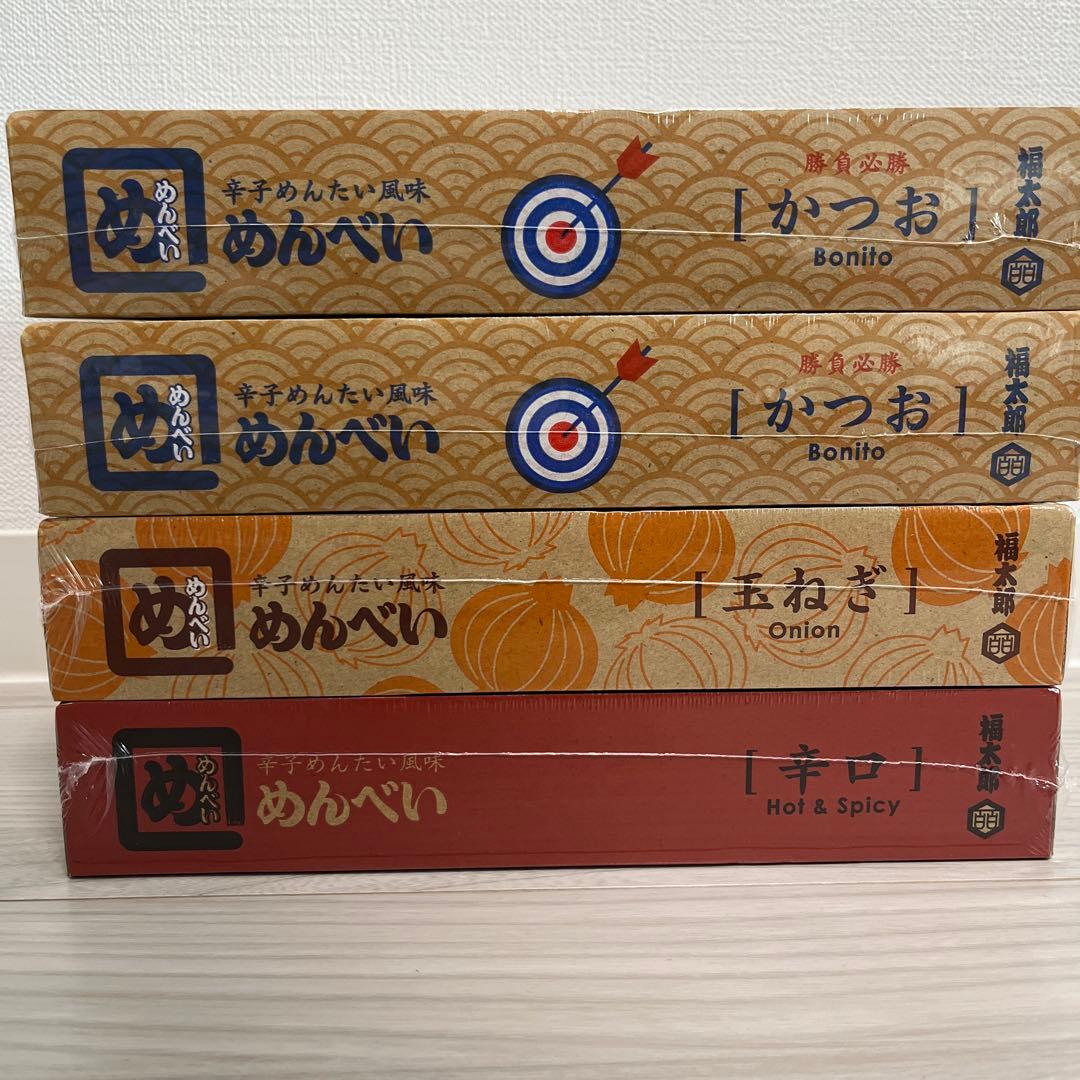 め
めんべい
辛子めんたい風味
めんべい
勝負必勝
[かつお]
Bonito
福太郎
め
めんべい
辛子めんたい風味
めんべい
勝負必勝
[かつお]
Bonito
福太郎
め
めんべい
辛子めんたい風味
めんべい
[玉ねぎ]
Onion
福太郎
め
めんべい
辛子めんたい風味
めんべい
[辛口]
Hot & Spicy
福太郎